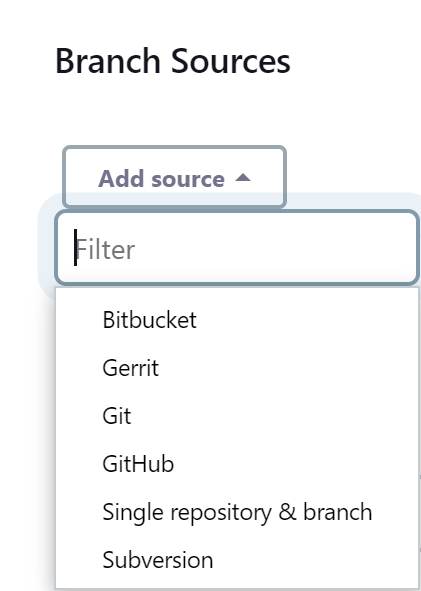 Branch Sources
Add source
Filter
Bitbucket
Gerrit
Git
GitHub
Single repository & branch
Subversion